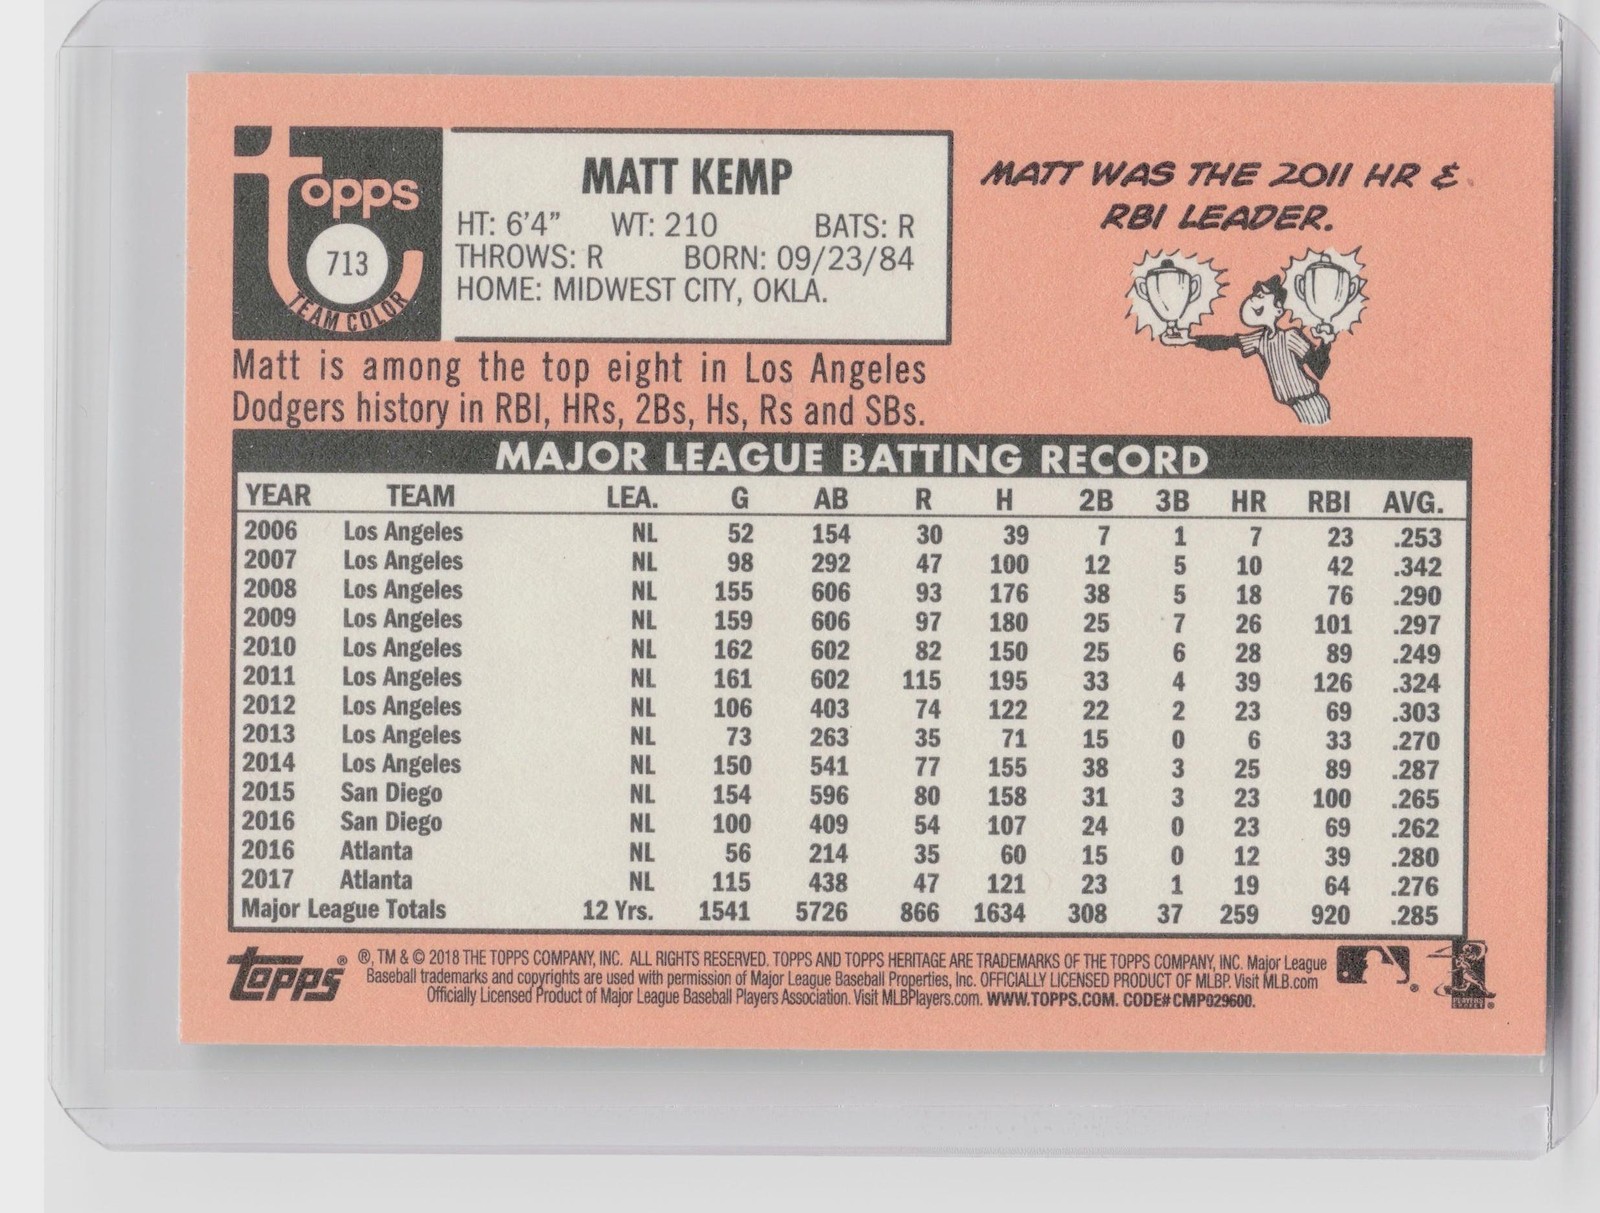 topps
713
TEAM COLOR
MATT KEMP
HT: 6'4" WT: 210 BATS: R
THROWS: R BORN: 09/23/84
HOME: MIDWEST CITY, OKLA.
MATT WAS THE 2011 HR &
RBI LEADER.
Matt is among the top eight in Los Angeles
Dodgers history in RBI, HRs, 2Bs, Hs, Rs and SBs.
MAJOR LEAGUE BATTING RECORD
YEAR TEAM LEA. G AB R H 2B 3B HR RBI AVG.
2006 Los Angeles NL 52 154 30 39 7 1 7 23 .253
2007 Los Angeles NL 98 292 47 100 12 5 10 42 .342
2008 Los Angeles NL 155 606 93 176 38 5 18 76 .290
2009 Los Angeles NL 159 606 97 180 25 7 26 101 .297
2010 Los Angeles NL 162 602 82 150 25 6 28 89 .249
2011 Los Angeles NL 161 602 115 195 33 4 39 126 .324
2012 Los Angeles NL 106 403 74 122 22 2 23 69 .303
2013 Los Angeles NL 73 263 35 71 15 0 6 33 .270
2014 Los Angeles NL 150 541 77 155 38 3 25 89 .287
2015 San Diego NL 154 596 80 158 31 3 23 100 .265
2016 San Diego NL 100 409 54 107 24 0 23 69 .262
2016 Atlanta NL 56 214 35 60 15 0 12 39 .280
2017 Atlanta NL 115 438 47 121 23 1 19 64 .276
Major League Totals 12 Yrs. 1541 5726 866 1634 308 37 259 920 .285
topps® ®, TM & © 2018 THE TOPPS COMPANY, INC. ALL RIGHTS RESERVED. TOPPS AND TOPPS HERITAGE ARE TRADEMARKS OF THE TOPPS COMPANY, INC. Major League
Baseball trademarks and copyrights are used with permission of Major League Baseball Properties, Inc. OFFICIALLY LICENSED PRODUCT OF MLBP. Visit MLB.com
Officially Licensed Product of Major League Baseball Players Association. Visit MLBPlayers.com. WWW.TOPPS.COM. CODE#CMP029600.